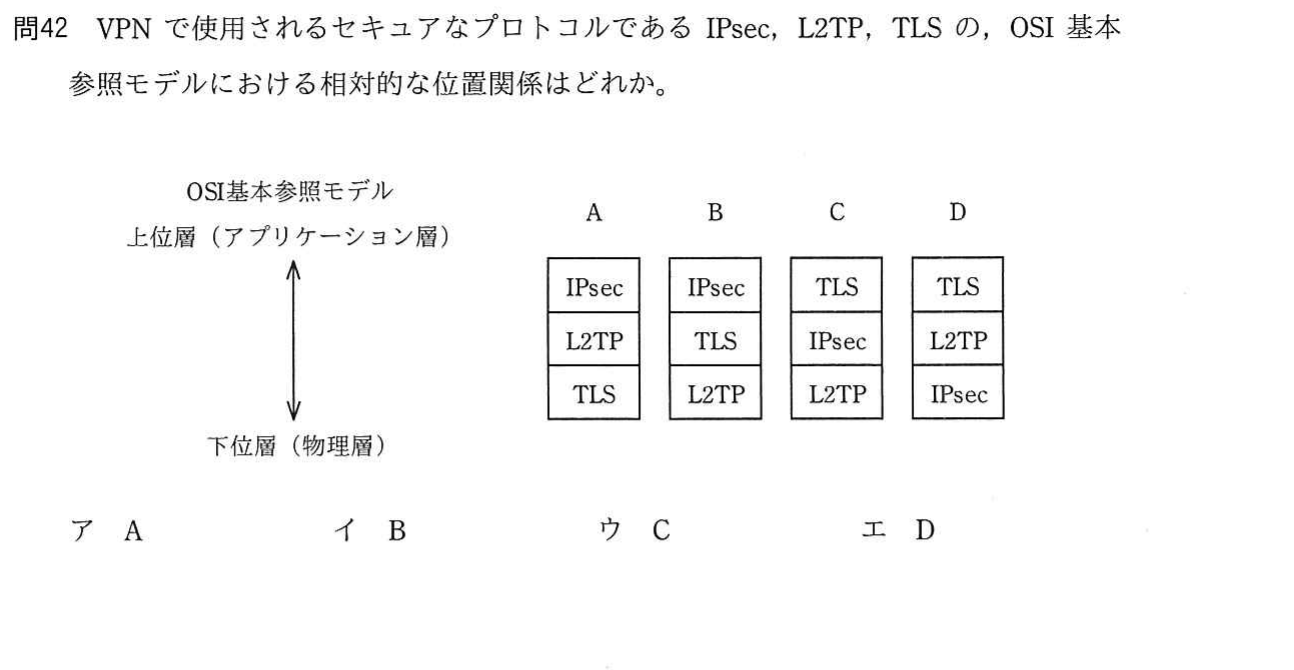 問42 VPN で使用されるセキュアなプロトコルである IPsec，L2TP，TLS の，OSI 基本
参照モデルにおける相対的な位置関係はどれか。
OSI基本参照モデル
上位層（アプリケーション層）
下位層（物理層）
A B C D
IPsec IPsec TLS TLS
L2TP TLS IPsec L2TP
TLS L2TP L2TP IPsec
ア A イ B ウ C エ D